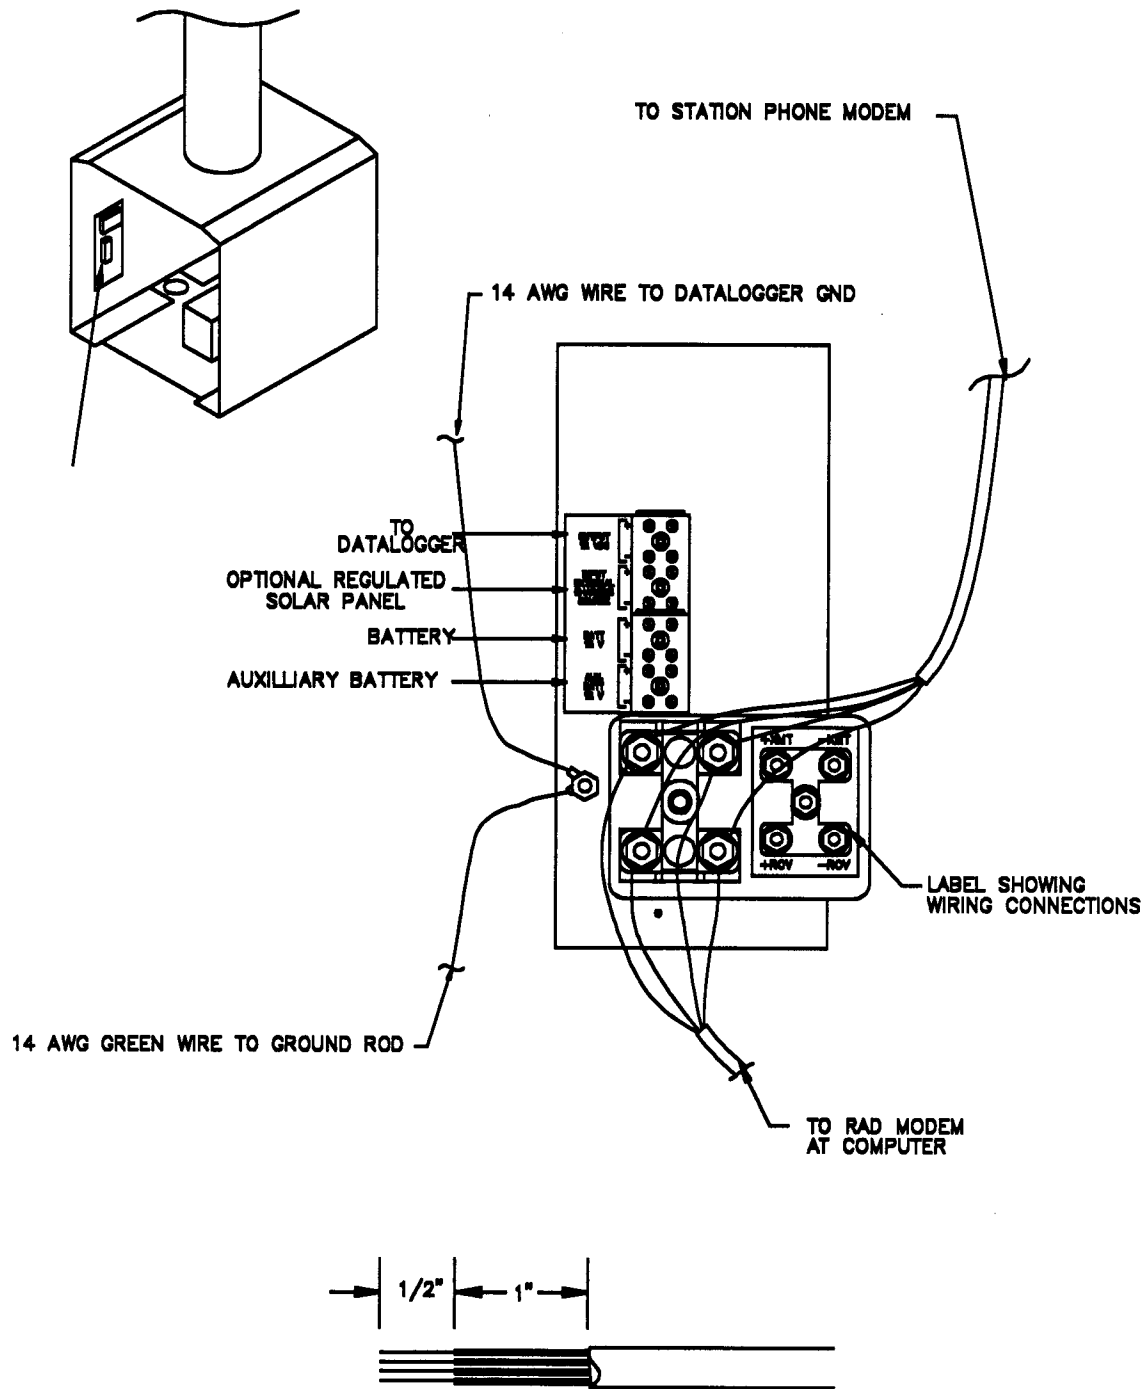 TO STATION PHONE MODEM
14 AWG WIRE TO DATALOGGER GND
TO
DATALOGGER
OPTIONAL REGULATED
SOLAR PANEL
BATTERY
AUXILLIARY BATTERY
+XMT -XMT
+RCV -RCV
LABEL SHOWING
WIRING CONNECTIONS
14 AWG GREEN WIRE TO GROUND ROD
TO RAD MODEM
AT COMPUTER
1/2" 1"